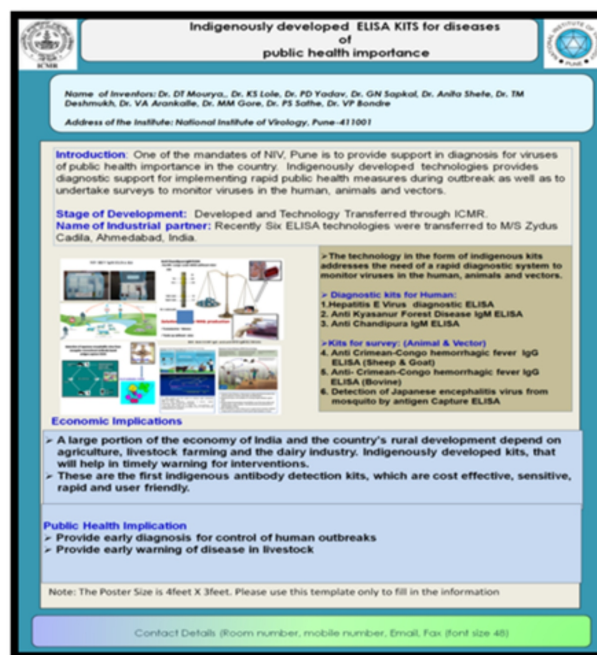 Indigenously developed ELISA KITS for diseases
of
public health importance
ICMR
Name of Inventors: Dr. DT Mourya,, Dr. KS Lole, Dr. PD Yadav, Dr. GN Sapkal, Dr. Anita Shete, Dr. TM
Deshmukh, Dr. VA Arankalle, Dr. MM Gore, Dr. PS Sathe, Dr. VP Bondre
Address of the Institute: National Institute of Virology, Pune-411001
Introduction: One of the mandates of NIV, Pune is to provide support in diagnosis for viruses
of public health importance in the country. Indigenously developed technologies provides
diagnostic support for implementing rapid public health measures during outbreak as well as to
undertake surveys to monitor viruses in the human, animals and vectors.
Stage of Development: Developed and Technology Transferred through ICMR.
Name of Industrial partner: Recently Six ELISA technologies were transferred to M/S Zydus
Cadila, Ahmedabad, India.
➢The technology in the form of indigenous kits
addresses the need of a rapid diagnostic system to
monitor viruses in the human, animals and vectors.
➢ Diagnostic kits for Human:
1.Hepatitis E Virus diagnostic ELISA
2. Anti Kyasanur Forest Disease IgM ELISA
3. Anti Chandipura IgM ELISA
➢Kits for survey: (Animal & Vector)
4. Anti Crimean-Congo hemorrhagic fever IgG
ELISA (Sheep & Goat)
5. Anti- Crimean-Congo hemorrhagic fever IgG
ELISA (Bovine)
6. Detection of Japanese encephalitis virus from
mosquito by antigen Capture ELISA
Economic Implications
➢ A large portion of the economy of India and the country's rural development depend on
agriculture, livestock farming and the dairy industry. Indigenously developed kits, that
will help in timely warning for interventions.
➢ These are the first indigenous antibody detection kits, which are cost effective, sensitive,
rapid and user friendly.
Public Health Implication
➢ Provide early diagnosis for control of human outbreaks
➢ Provide early warning of disease in livestock
Note: The Poster Size is 4feet X 3feet. Please use this template only to fill in the information
Contact Details (Room number, mobile number, Email, Fax (font size 48)